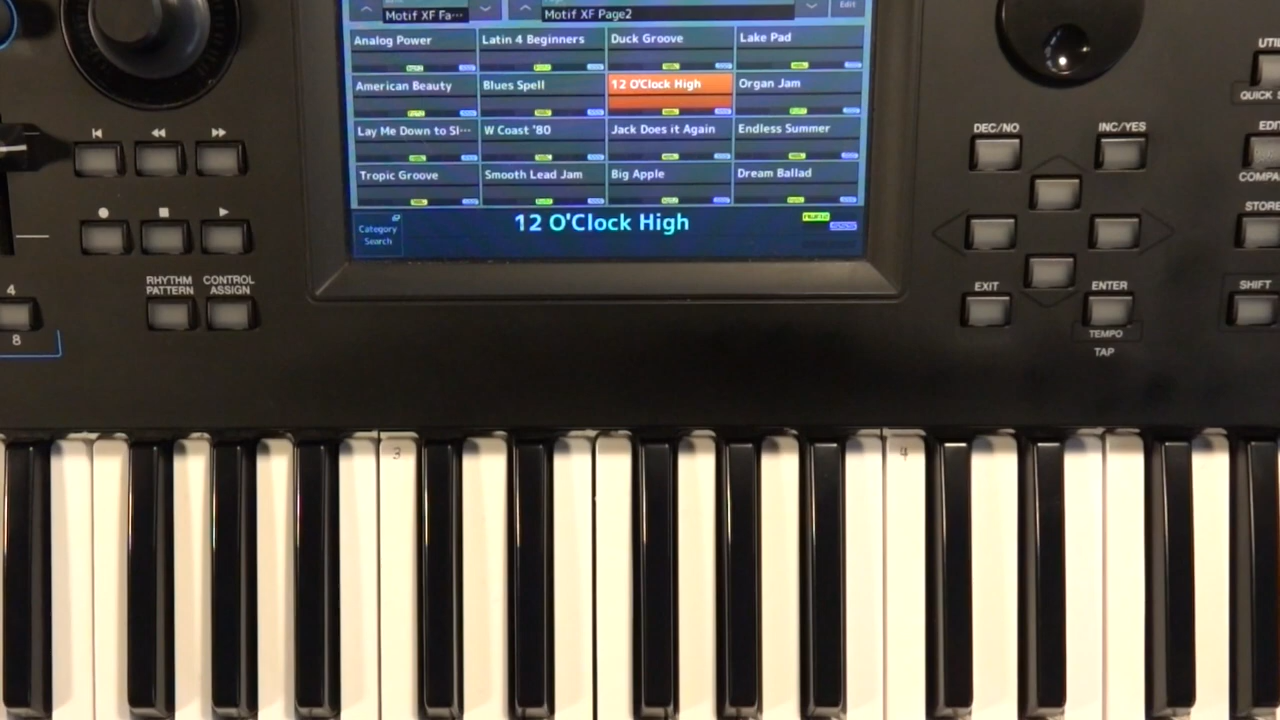 Motif XF Fa⋯
Motif XF Page2
Edit
Analog Power
Latin 4 Beginners
Duck Groove
Lake Pad
American Beauty
Blues Spell
12 O'Clock High
Organ Jam
Lay Me Down to Sl⋯
W Coast '80
Jack Does it Again
Endless Summer
Tropic Groove
Smooth Lead Jam
Big Apple
Dream Ballad
Category
Search
12 O'Clock High
RHYTHM
PATTERN
CONTROL
ASSIGN
4
8
DEC/NO
INC/YES
EXIT
ENTER
TEMPO
TAP
UTI
QUICK S
EDI
COMPA
STORE
SHIFT
3
4